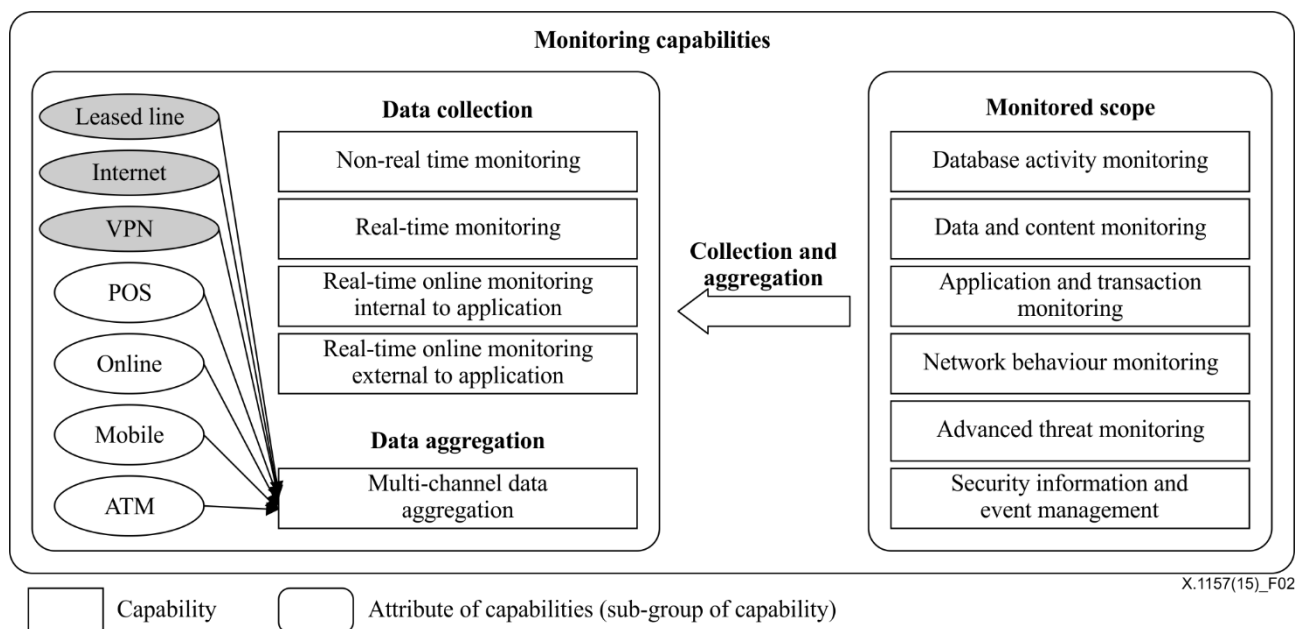 Monitoring capabilities
Leased line
Internet
VPN
POS
Online
Mobile
ATM
Data collection
Non-real time monitoring
Real-time monitoring
Real-time online monitoring
internal to application
Real-time online monitoring
external to application
Data aggregation
Multi-channel data
aggregation
Collection and
aggregation
Monitored scope
Database activity monitoring
Data and content monitoring
Application and transaction
monitoring
Network behaviour monitoring
Advanced threat monitoring
Security information and
event management
X.1157(15)_F02
Capability
Attribute of capabilities (sub-group of capability)